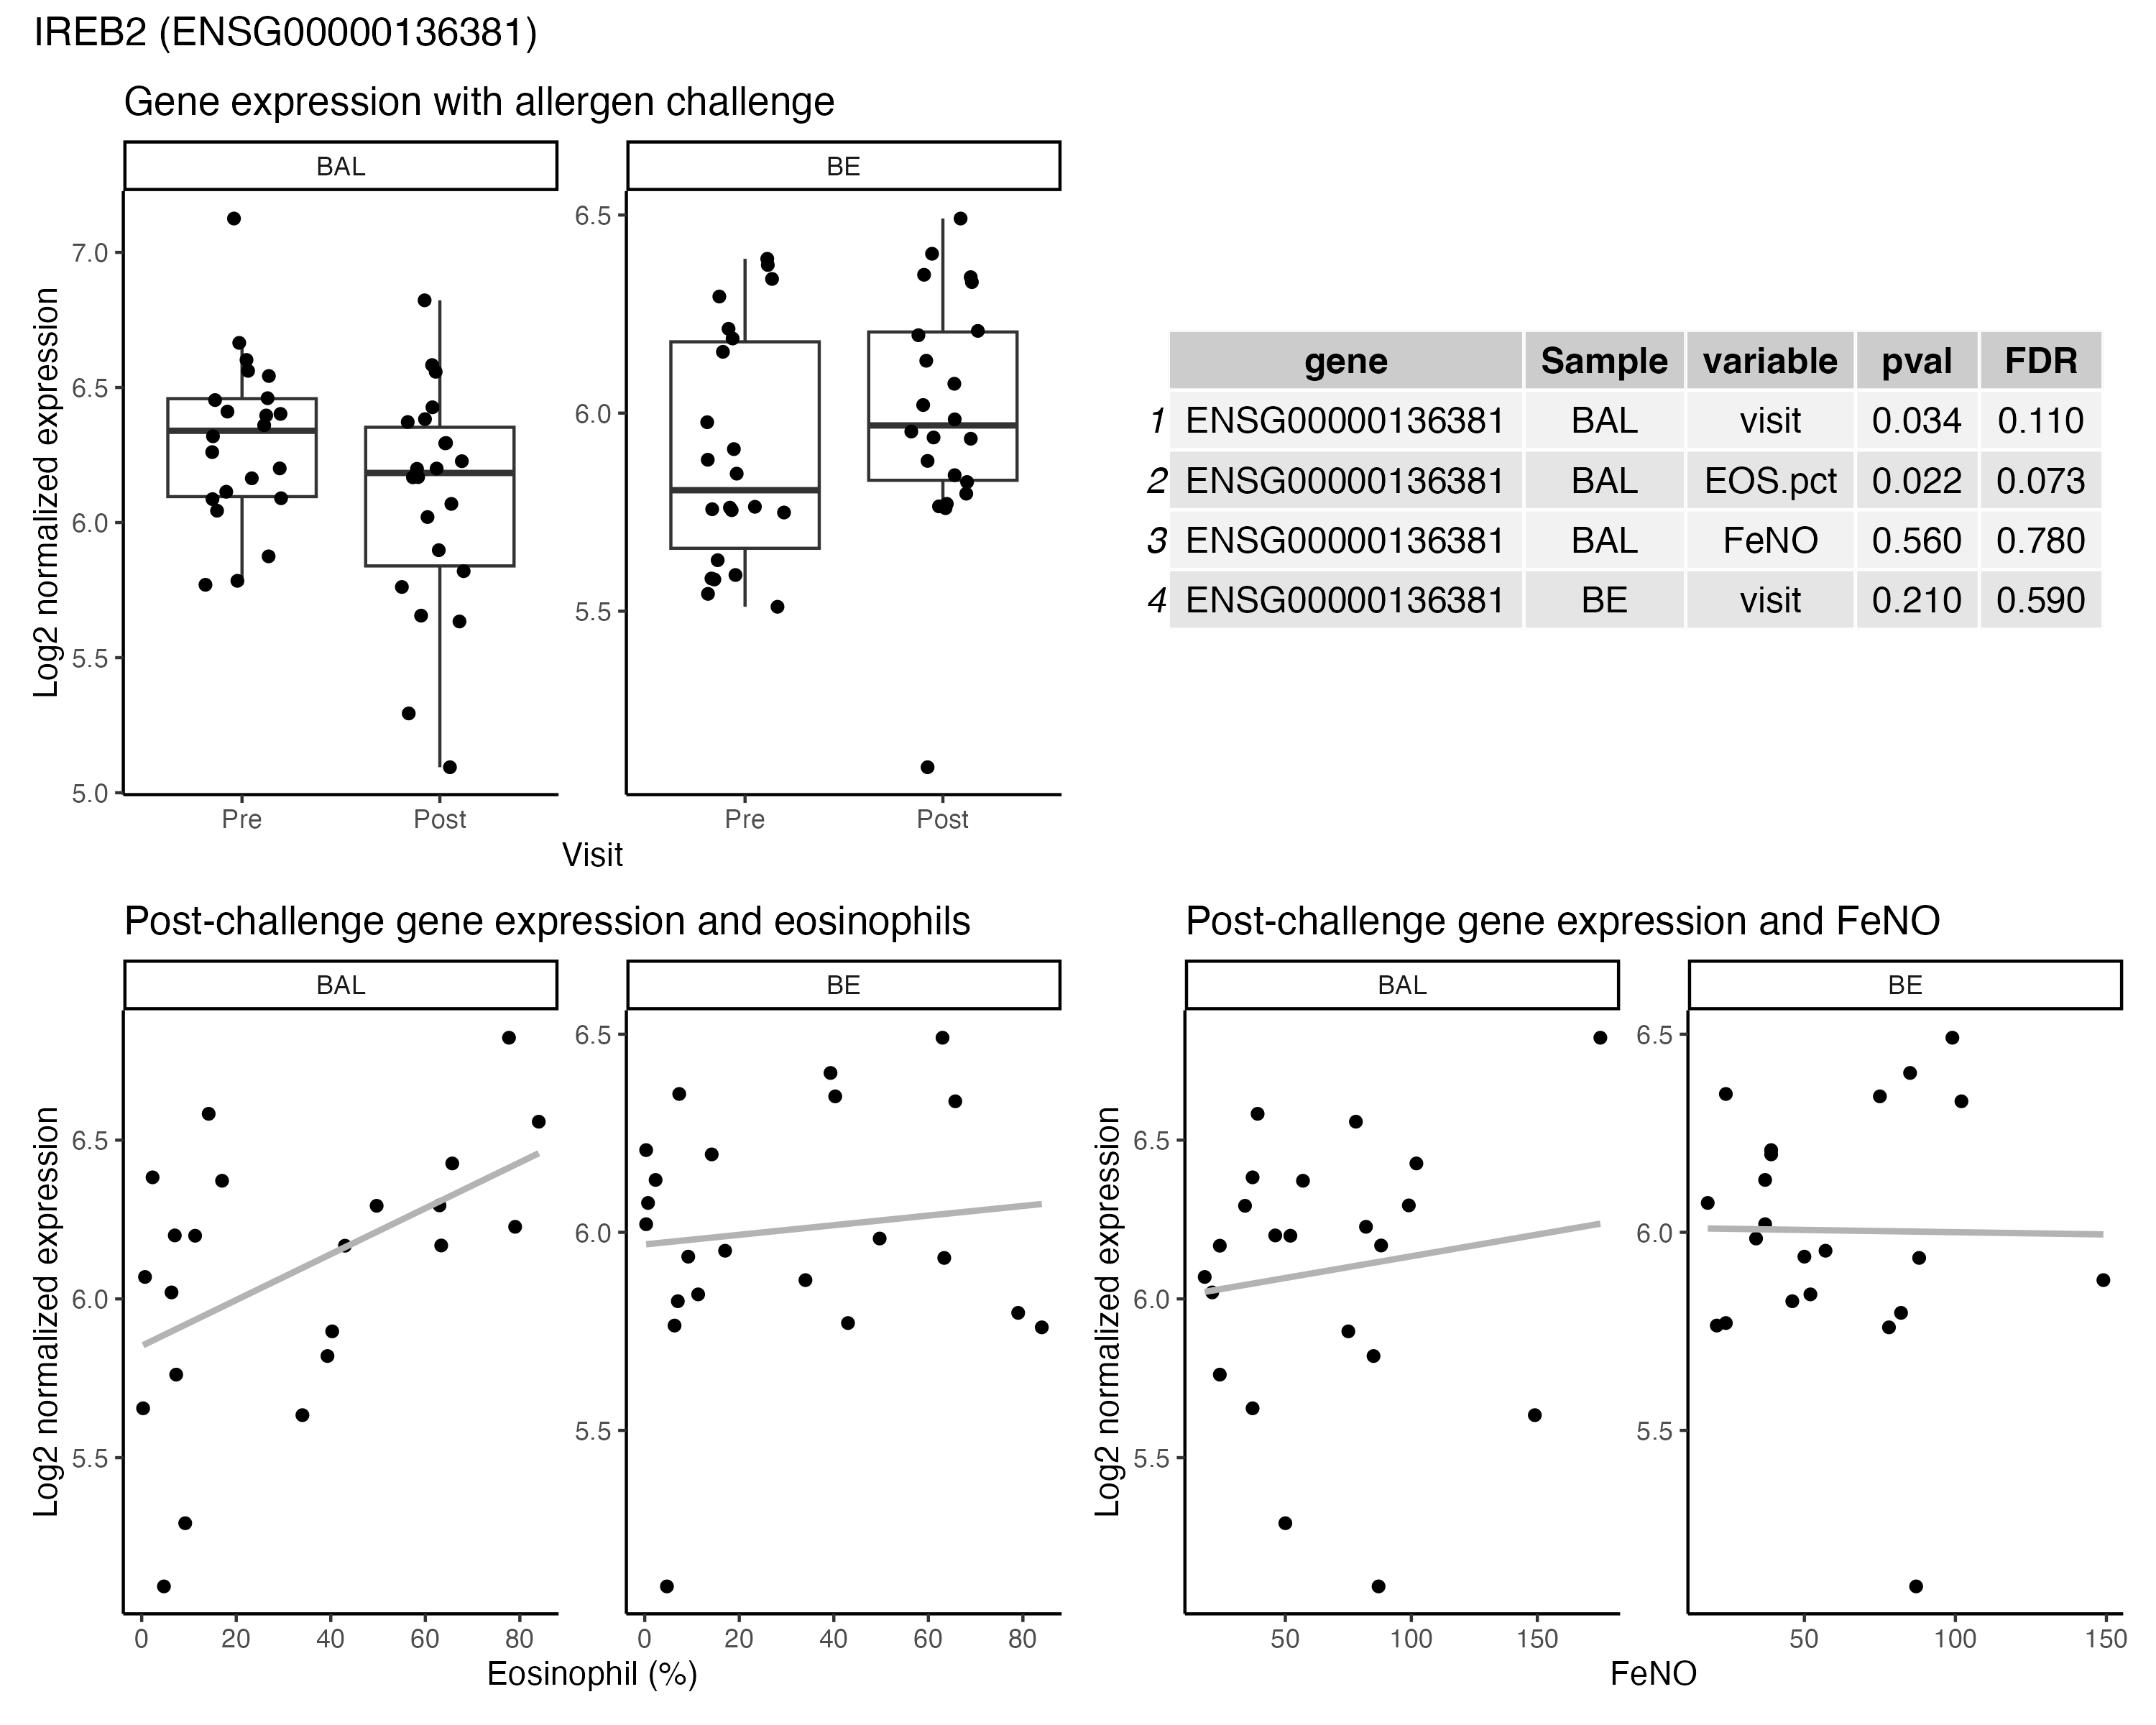 IREB2 (ENSG00000136381)
Gene expression with allergen challenge
BAL
BE
Log2 normalized expression
7.0
6.5
6.0
5.5
5.0
6.5
6.0
5.5
Pre
Post
Pre
Post
Visit
gene Sample variable pval FDR
1 ENSG00000136381 BAL visit 0.034 0.110
2 ENSG00000136381 BAL EOS.pct 0.022 0.073
3 ENSG00000136381 BAL FeNO 0.560 0.780
4 ENSG00000136381 BE visit 0.210 0.590
Post-challenge gene expression and eosinophils
BAL
BE
Log2 normalized expression
6.5
6.0
5.5
6.5
6.0
5.5
0 20 40 60 80
0 20 40 60 80
Eosinophil (%)
Post-challenge gene expression and FeNO
BAL
BE
Log2 normalized expression
6.5
6.0
5.5
6.5
6.0
5.5
50 100 150
50 100 150
FeNO